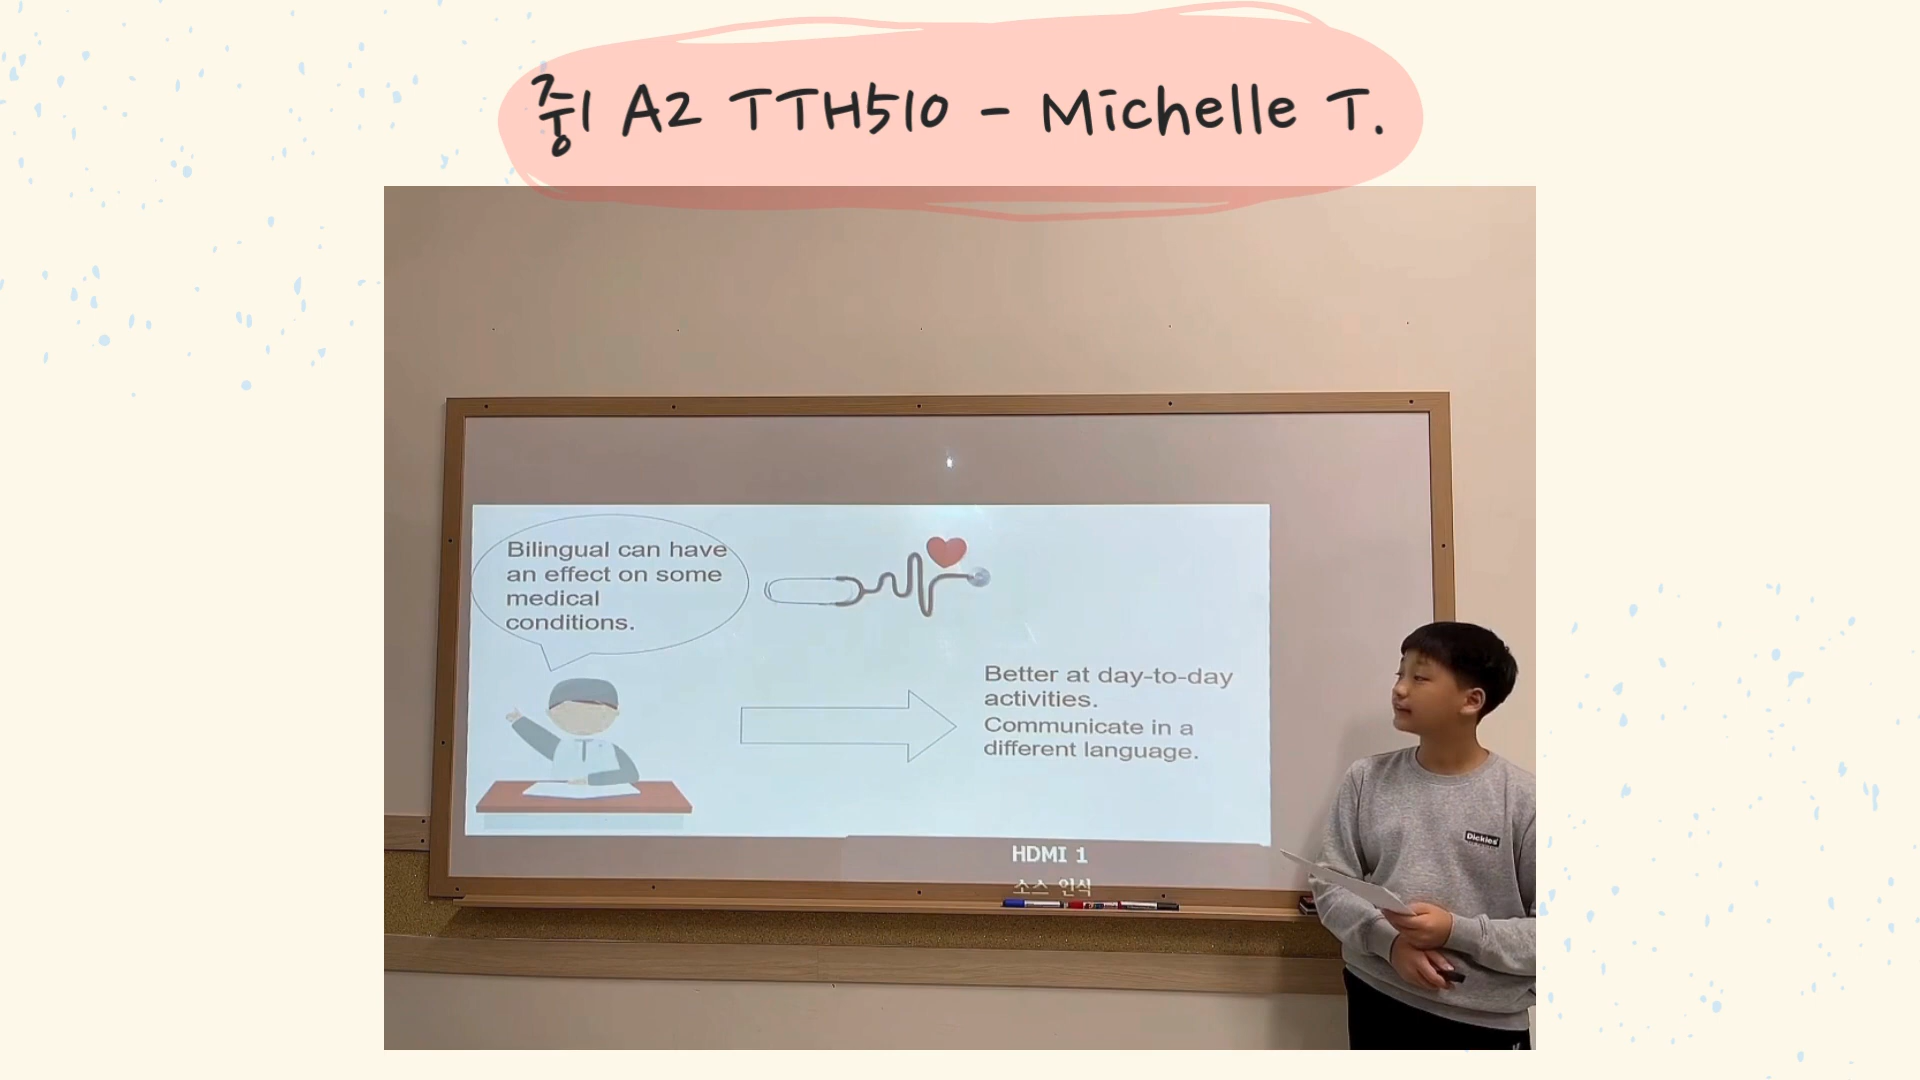 중1 A2 TTH510 - Michelle T.
Bilingual can have
an effect on some
medical
conditions.
Better at day-to-day
activities.
Communicate in a
different language.
HDMI 1
소스 인식
Dickies